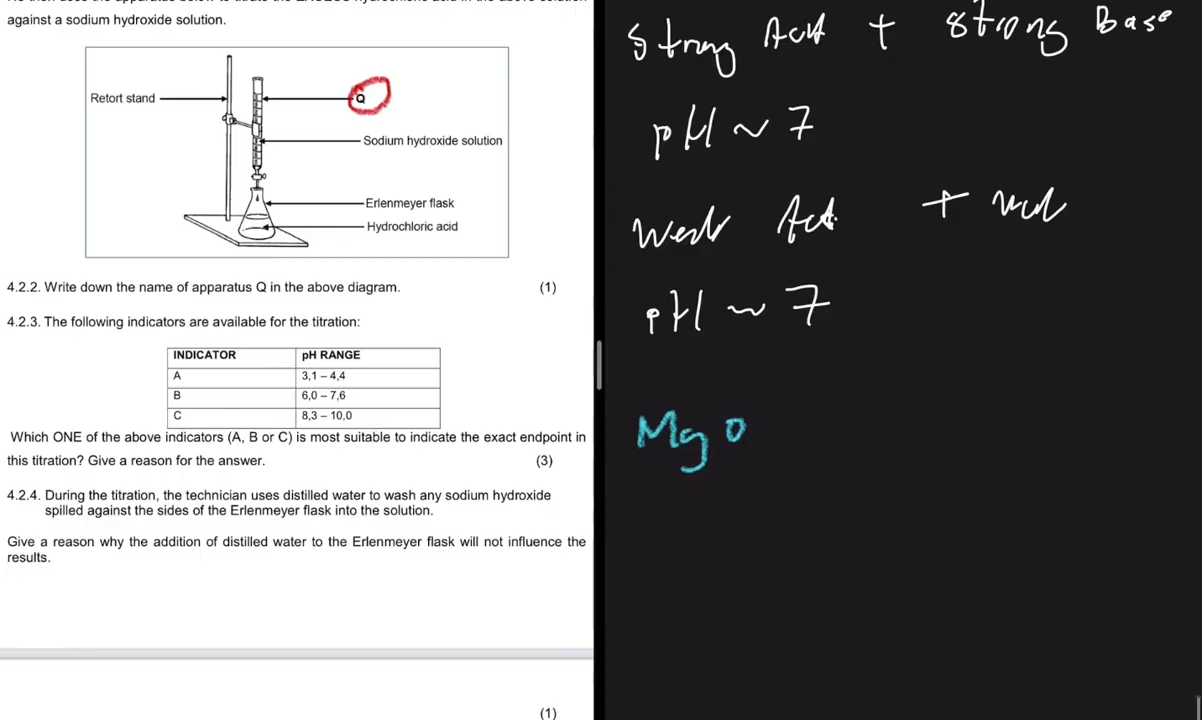 against a sodium hydroxide solution.
Retort stand
Q
Sodium hydroxide solution
Erlenmeyer flask
Hydrochloric acid
4.2.2. Write down the name of apparatus Q in the above diagram. (1)
4.2.3. The following indicators are available for the titration:
INDICATOR pH RANGE
A 3,1 – 4,4
B 6,0 – 7,6
C 8,3 – 10,0
Which ONE of the above indicators (A, B or C) is most suitable to indicate the exact endpoint in
this titration? Give a reason for the answer. (3)
4.2.4. During the titration, the technician uses distilled water to wash any sodium hydroxide
spilled against the sides of the Erlenmeyer flask into the solution.
Give a reason why the addition of distilled water to the Erlenmeyer flask will not influence the
results.
(1)
Strong Acid + strong Base
pH ~ 7
Weak Acid +
pH ~ 7
MgO